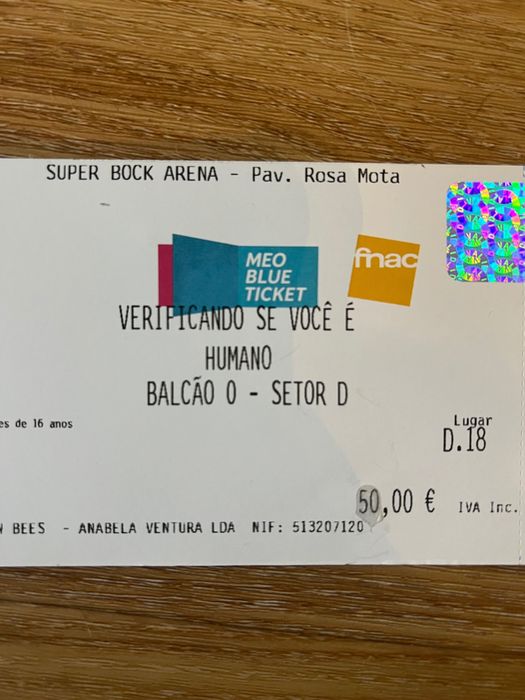 SUPER BOCK ARENA - Pav. Rosa Mota
MEO
BLUE
TICKET
fnac
VERIFICANDO SE VOCÊ É
HUMANO
BALCÃO 0 - SETOR D
es de 16 anos
Lugar
D.18
50,00 € IVA Inc.
BEES - ANABELA VENTURA LDA NIF: 513207120